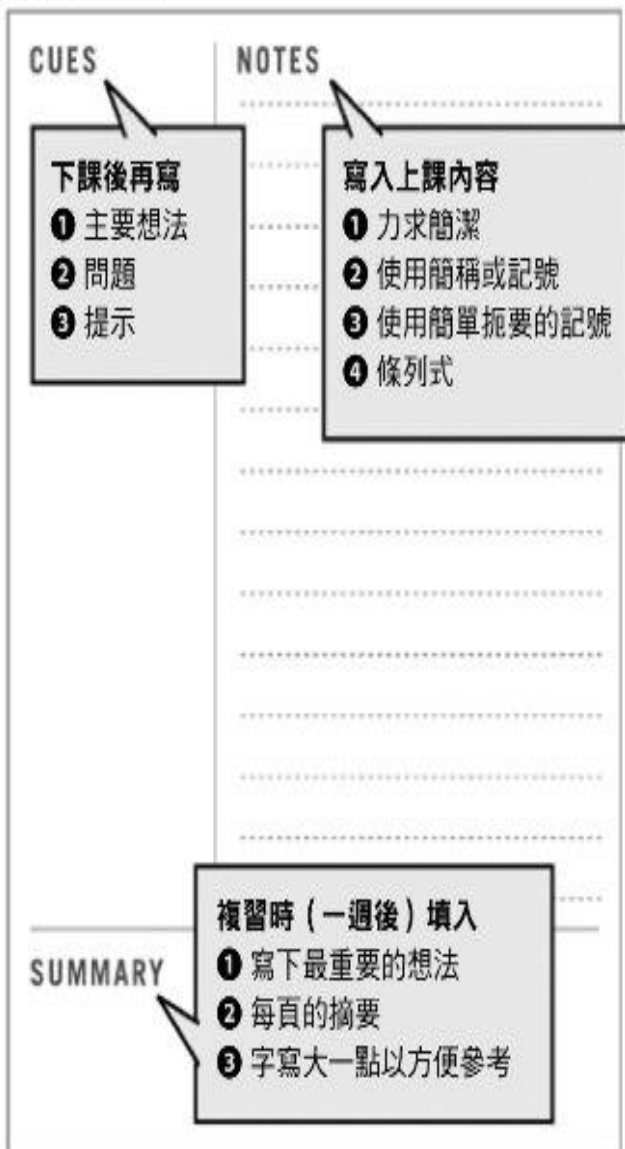 CUES
下課後再寫
❶ 主要想法
❷ 問題
❸ 提示
NOTES
寫入上課內容
❶ 力求簡潔
❷ 使用簡稱或記號
❸ 使用簡單扼要的記號
❹ 條列式
SUMMARY
複習時（一週後）填入
❶ 寫下最重要的想法
❷ 每頁的摘要
❸ 字寫大一點以方便參考